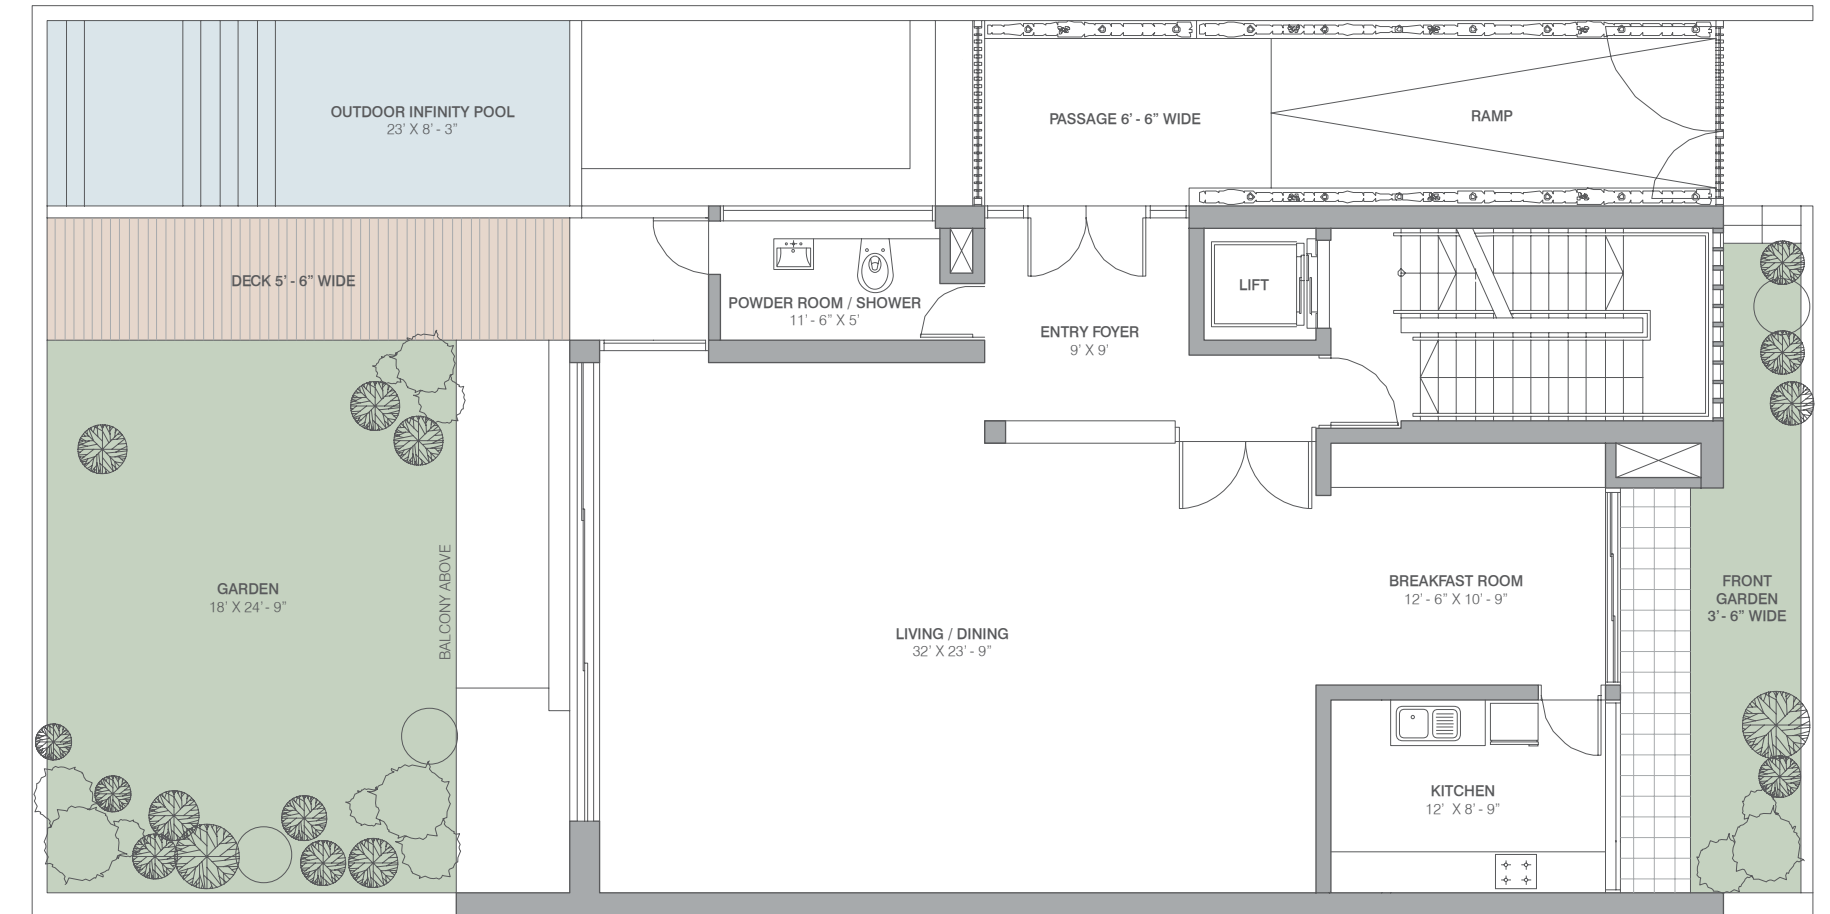 OUTDOOR INFINITY POOL
23' X 8' - 3”
PASSAGE 6' - 6” WIDE
RAMP
DECK 5' - 6” WIDE
POWDER ROOM / SHOWER
11' - 6” X 5'
ENTRY FOYER
9' X 9'
LIFT
GARDEN
18' X 24' - 9”
BALCONY ABOVE
LIVING / DINING
32' X 23' - 9”
BREAKFAST ROOM
12' - 6” X 10' - 9”
FRONT
GARDEN
3' - 6” WIDE
KITCHEN
12' X 8' - 9”